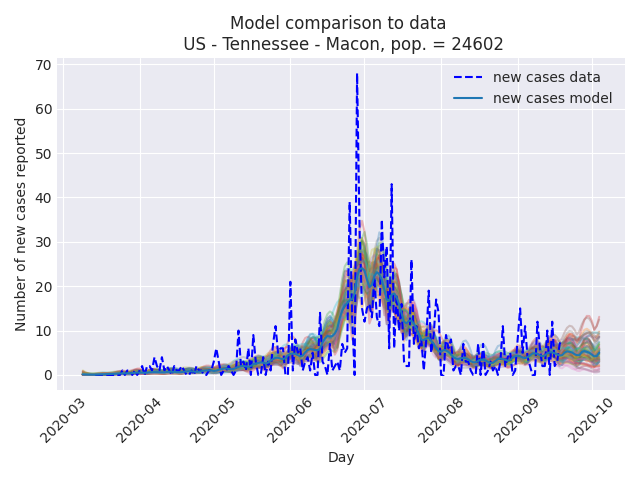 Model comparison to data
US - Tennessee - Macon, pop. = 24602
new cases data
new cases model
Number of new cases reported
70
60
50
40
30
20
10
0
2020-03
2020-04
2020-05
2020-06
2020-07
2020-08
2020-09
2020-10
Day